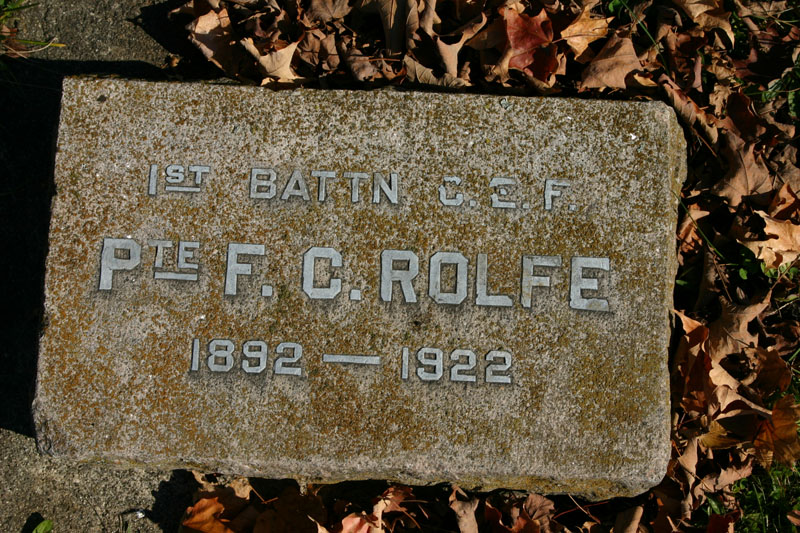 1ST BATTN C.E.F.
PTE F. C. ROLFE
1892 — 1922